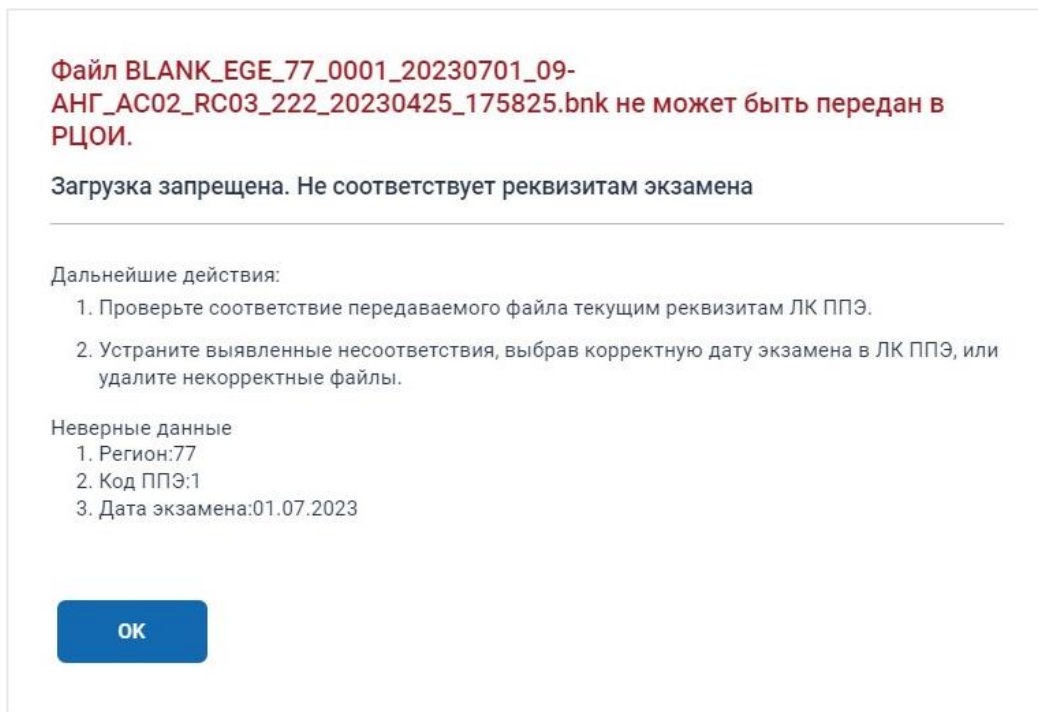 Файл BLANK_EGE_77_0001_20230701_09-
АНГ_AC02_RC03_222_20230425_175825.bnk не может быть передан в
РЦОИ.
Загрузка запрещена. Не соответствует реквизитам экзамена
Дальнейшие действия:
1. Проверьте соответствие передаваемого файла текущим реквизитам ЛК ППЭ.
2. Устраните выявленные несоответствия, выбрав корректную дату экзамена в ЛК ППЭ, или
удалите некорректные файлы.
Неверные данные
1. Регион:77
2. Код ППЭ:1
3. Дата экзамена:01.07.2023
ОК